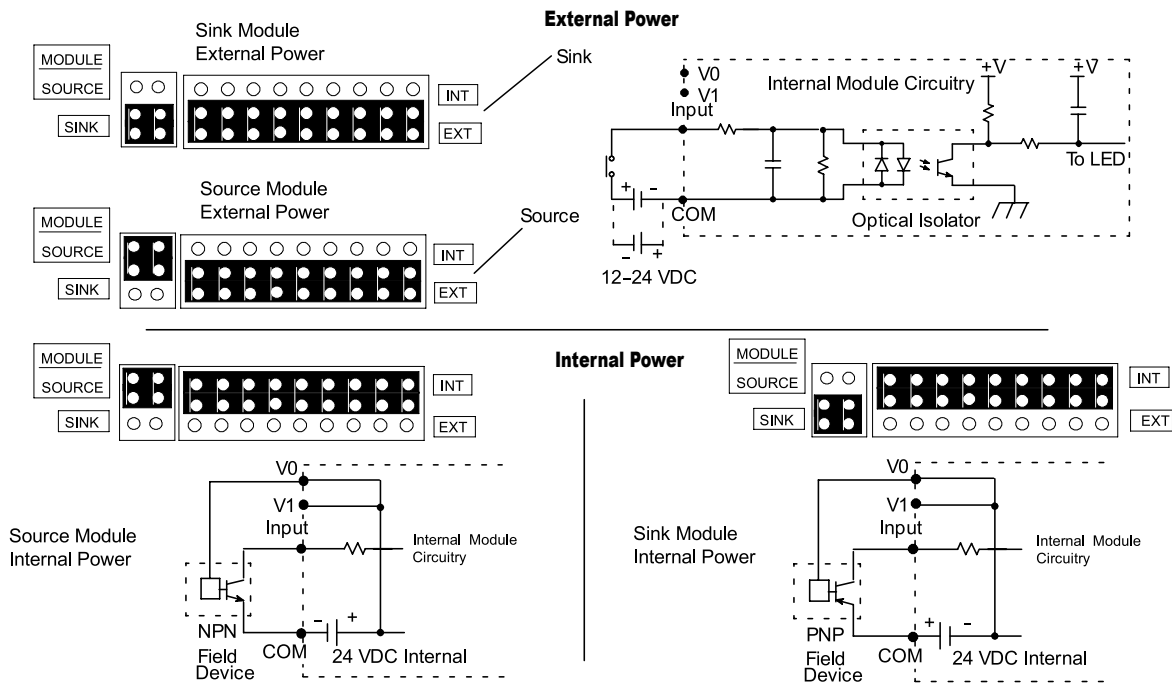 External Power
Sink Module
External Power
MODULE
SOURCE
SINK
INT
EXT
Sink
V0
V1
Input
Internal Module Circuitry
+V
+V
To LED
+ -
COM
Optical Isolator
- +
12–24 VDC
Source Module
External Power
MODULE
SOURCE
SINK
INT
EXT
Source
Internal Power
MODULE
SOURCE
SINK
INT
EXT
V0
V1
Input
Source Module
Internal Power
Internal Module
Circuitry
NPN
Field
Device
COM
- +
24 VDC Internal
MODULE
SOURCE
SINK
INT
EXT
V0
V1
Input
Sink Module
Internal Power
Internal Module
Circuitry
PNP
Field
Device
COM
+ -
24 VDC Internal